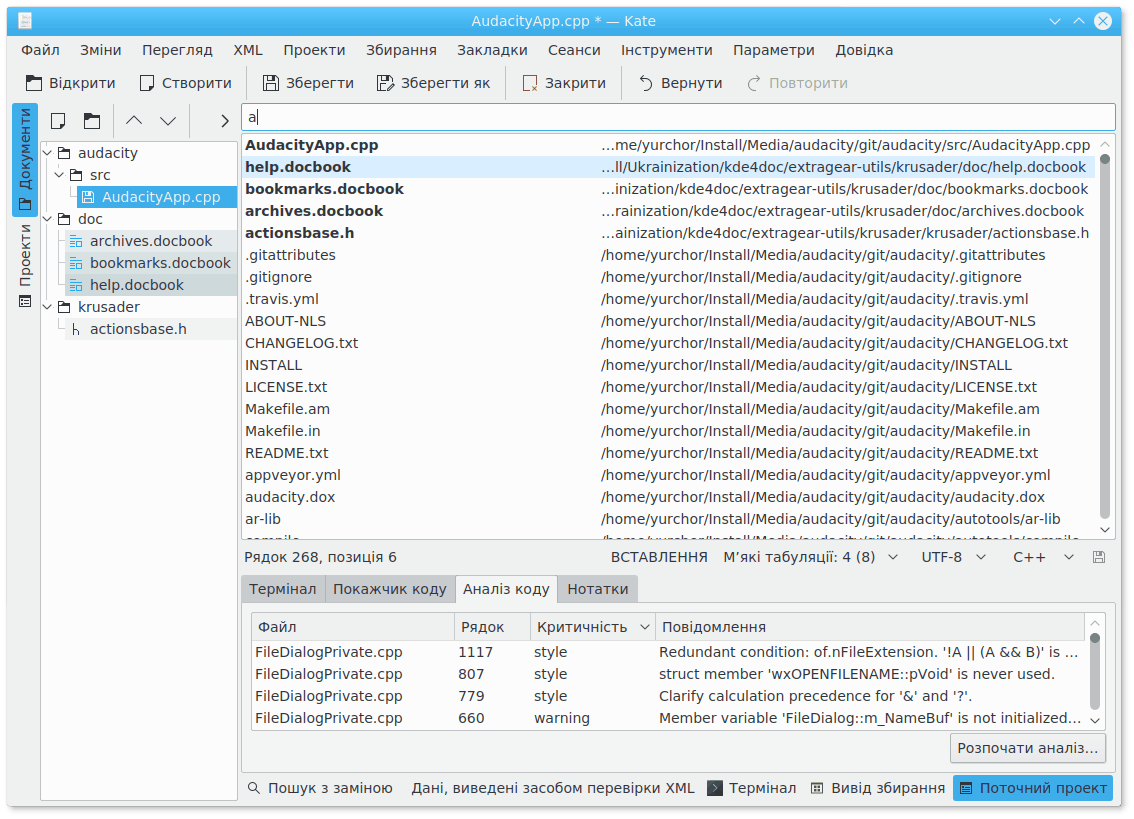 AudacityApp.cpp * — Kate
Файл Зміни Перегляд XML Проекти Збирання Закладки Сеанси Інструменти Параметри Довідка
Відкрити Створити Зберегти Зберегти як Закрити Вернути Повторити
Документи
Проекти
audacity
src
AudacityApp.cpp
doc
archives.docbook
bookmarks.docbook
help.docbook
krusader
actionsbase.h
a
AudacityApp.cpp ...me/yurchor/Install/Media/audacity/git/audacity/src/AudacityApp.cpp
help.docbook ...ll/Ukrainization/kde4doc/extragear-utils/krusader/doc/help.docbook
bookmarks.docbook ...inization/kde4doc/extragear-utils/krusader/doc/bookmarks.docbook
archives.docbook ...rainization/kde4doc/extragear-utils/krusader/doc/archives.docbook
actionsbase.h ...ainization/kde4doc/extragear-utils/krusader/krusader/actionsbase.h
.gitattributes /home/yurchor/Install/Media/audacity/git/audacity/.gitattributes
.gitignore /home/yurchor/Install/Media/audacity/git/audacity/.gitignore
.travis.yml /home/yurchor/Install/Media/audacity/git/audacity/.travis.yml
ABOUT-NLS /home/yurchor/Install/Media/audacity/git/audacity/ABOUT-NLS
CHANGELOG.txt /home/yurchor/Install/Media/audacity/git/audacity/CHANGELOG.txt
INSTALL /home/yurchor/Install/Media/audacity/git/audacity/INSTALL
LICENSE.txt /home/yurchor/Install/Media/audacity/git/audacity/LICENSE.txt
Makefile.am /home/yurchor/Install/Media/audacity/git/audacity/Makefile.am
Makefile.in /home/yurchor/Install/Media/audacity/git/audacity/Makefile.in
README.txt /home/yurchor/Install/Media/audacity/git/audacity/README.txt
appveyor.yml /home/yurchor/Install/Media/audacity/git/audacity/appveyor.yml
audacity.dox /home/yurchor/Install/Media/audacity/git/audacity/audacity.dox
ar-lib /home/yurchor/Install/Media/audacity/git/audacity/autotools/ar-lib
Рядок 268, позиція 6 ВСТАВЛЕННЯ М’які табуляції: 4 (8) UTF-8 C++
Термінал Покажчик коду Аналіз коду Нотатки
Файл Рядок Критичність Повідомлення
FileDialogPrivate.cpp 1117 style Redundant condition: of.nFileExtension. '!A || (A && B)' is ...
FileDialogPrivate.cpp 807 style struct member 'wxOPENFILENAME::pVoid' is never used.
FileDialogPrivate.cpp 779 style Clarify calculation precedence for '&' and '?'.
FileDialogPrivate.cpp 660 warning Member variable 'FileDialog::m_NameBuf' is not initialized...
Розпочати аналіз...
Пошук з заміною Дані, виведені засобом перевірки XML Термінал Вивід збирання Поточний проект